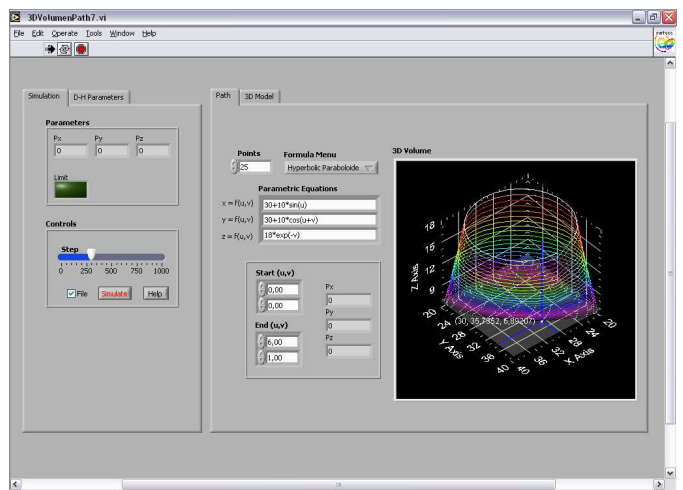 3DVolumenPath7.vi
File Edit Operate Tools Window Help
surface
Simulation D-H Parameters
Parameters
Px Py Pz
0 0 0
Limit
Controls
Step
0 250 500 750 1000
File Simulate Help
Path 3D Model
Points Formula Menu
25 Hyperbolic Paraboloide
Parametric Equations
x = f(u,v) 30+10*sin(u)
y = f(u,v) 30+10*cos(u+v)
z = f(u,v) 18*exp(-v)
Start (u,v)
0,00
0,00
End (u,v)
6,00
1,00
Px
0
Py
0
Pz
0
3D Volume
Z Axis
18
15
12
9
(30, 35,7352, 6,89207)
20 24 28 32 36 40
Y Axis
40 36 32 28 24 20
X Axis